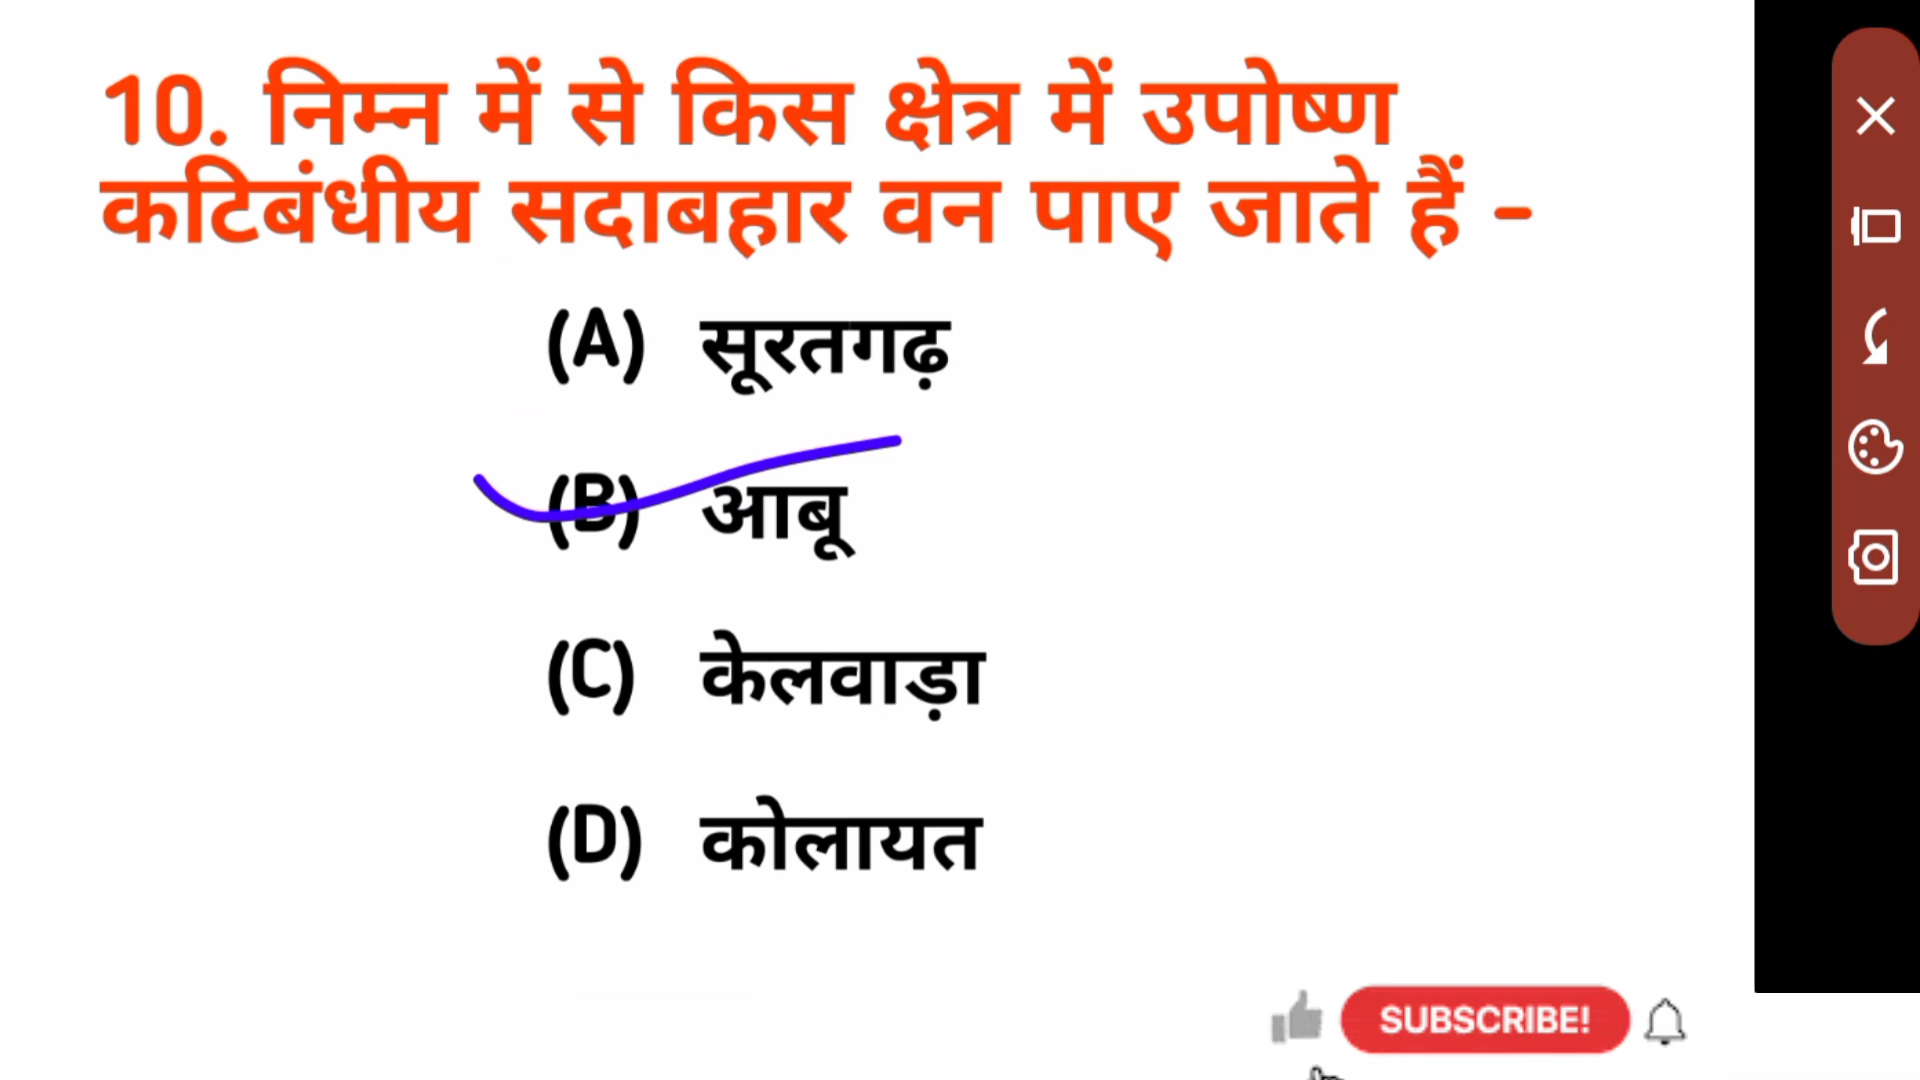 10. निम्न में से किस क्षेत्र में उपोष्ण
कटिबंधीय सदाबहार वन पाए जाते हैं -
(A) सूरतगढ़
(B) आबू
(C) केलवाड़ा
(D) कोलायत
SUBSCRIBE!